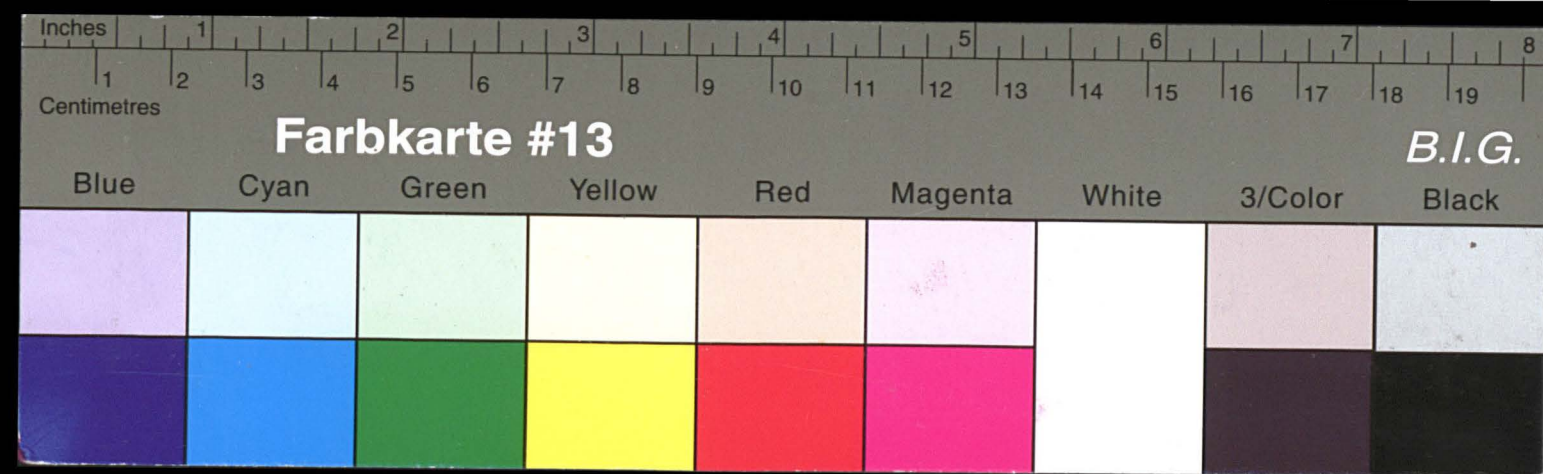 Inches 1 2 3 4 5 6 7 8
1 2 3 4 5 6 7 8 9 10 11 12 13 14 15 16 17 18 19
Centimetres
Farbkarte #13 B.I.G.
Blue Cyan Green Yellow Red Magenta White 3/Color Black